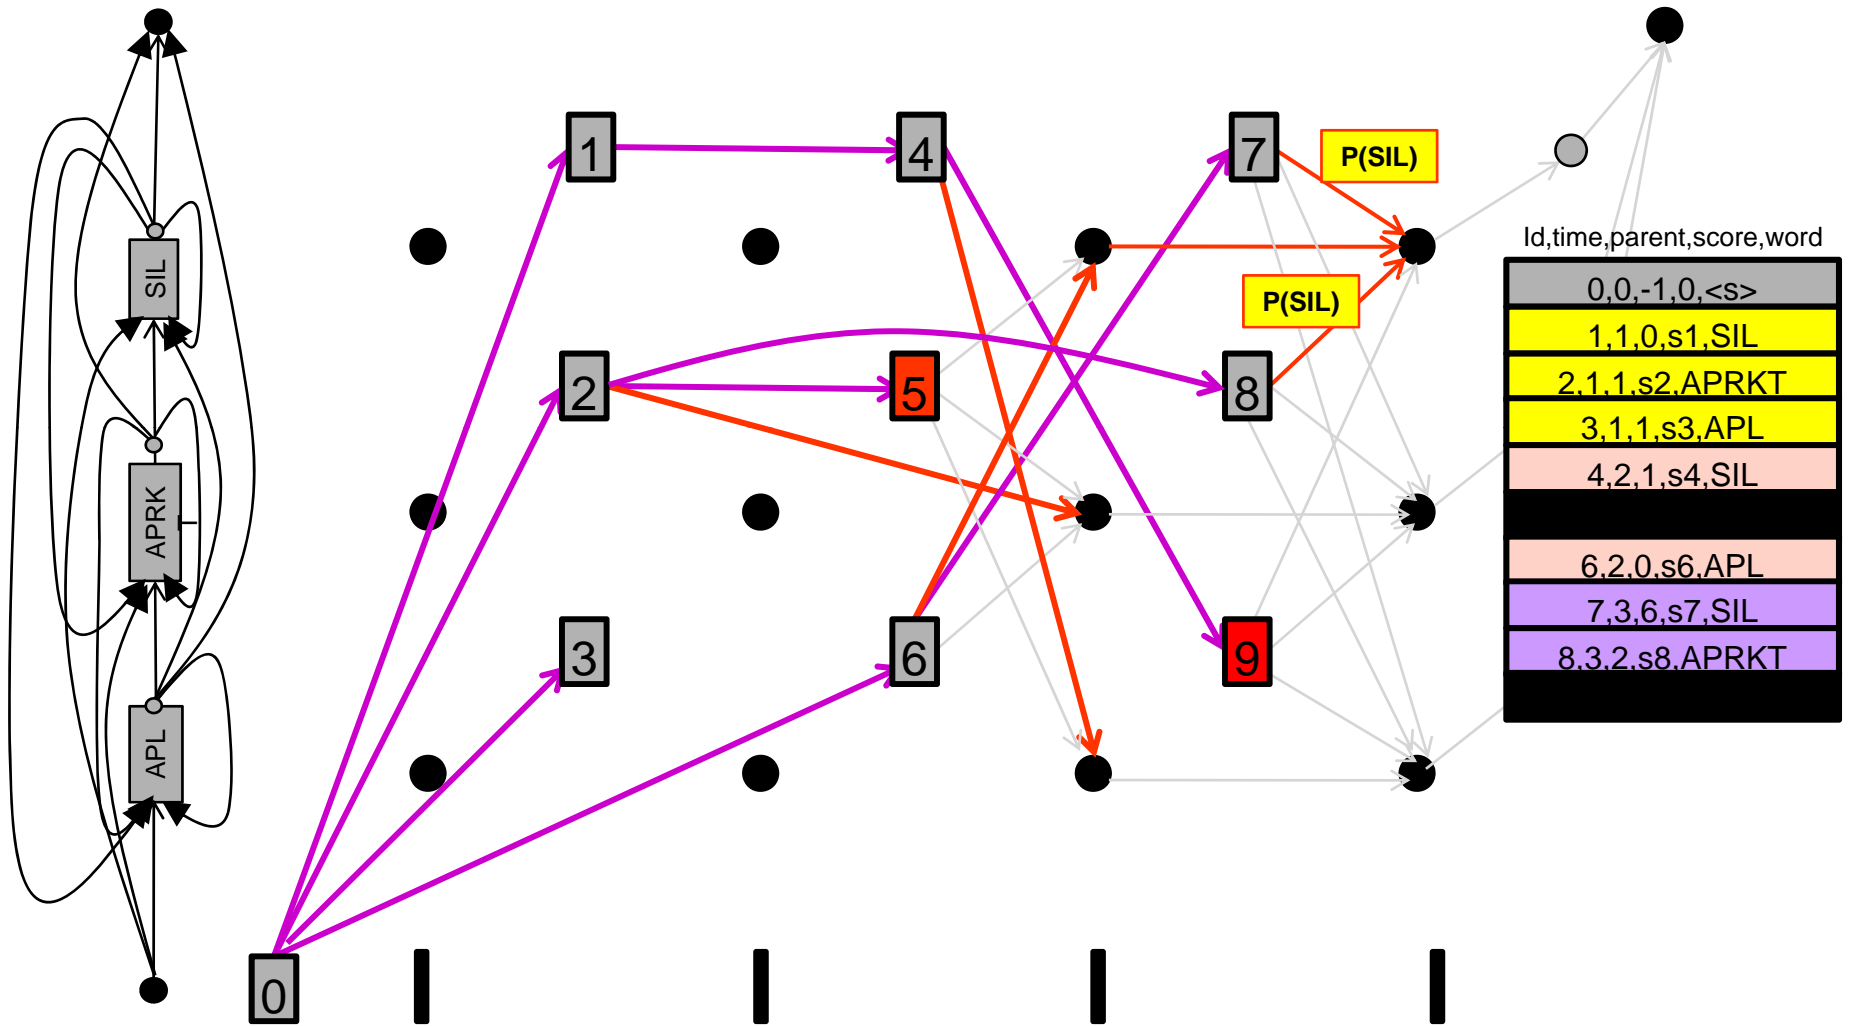 1
4
7
P(SIL)
Id,time,parent,score,word
SIL
0,0,-1,0,<s>
P(SIL)
1,1,0,s1,SIL
2
5
8
2,1,1,s2,APRKT
3,1,1,s3,APL
4,2,1,s4,SIL
APRK
T
6,2,0,s6,APL
7,3,6,s7,SIL
3
6
9
8,3,2,s8,APRKT
APL
0